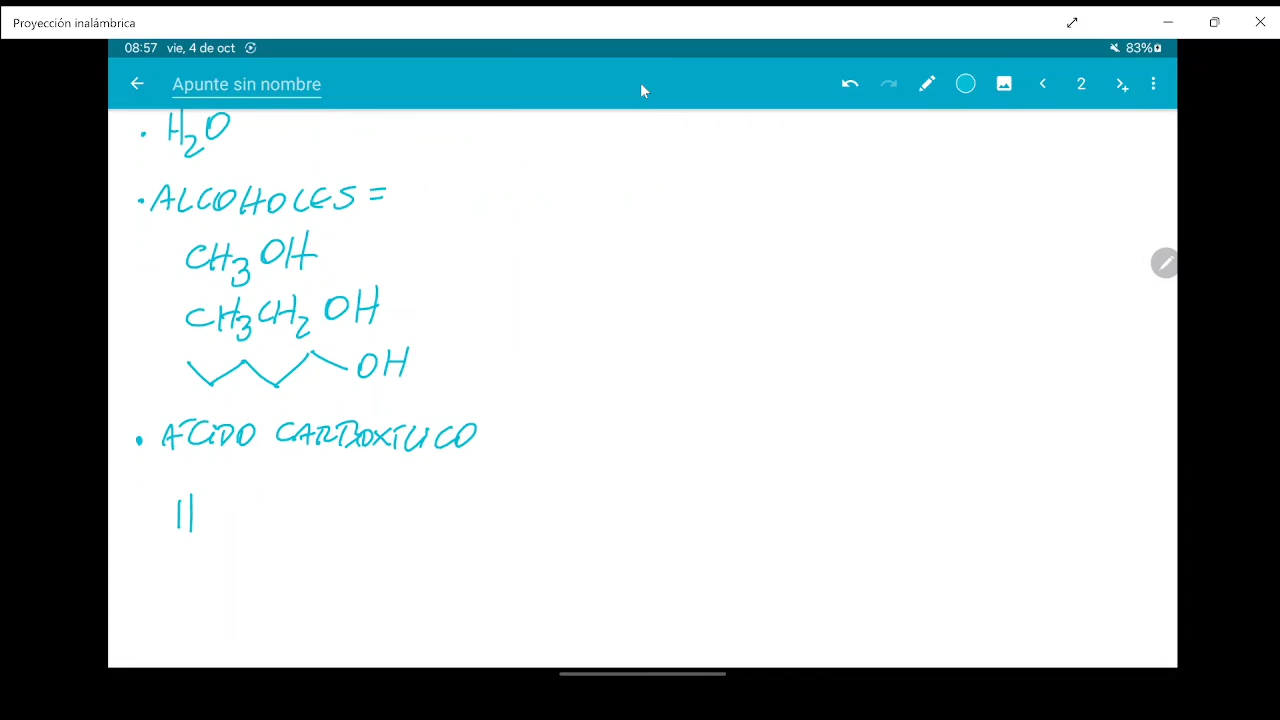 Proyección inalámbrica
08:57 vie, 4 de oct 83%
Apunte sin nombre 2
• H₂O
• ALCOHOLES =
CH₃OH
CH₃CH₂OH
OH
• ÁCIDO CARBOXÍLICO